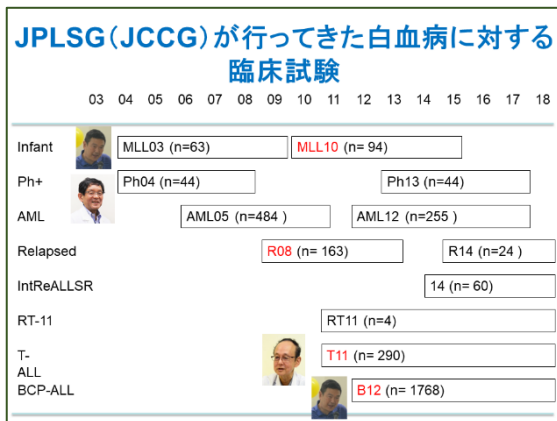 JPLSG(JCCG)が行ってきた白血病に対する
臨床試験
03 04 05 06 07 08 09 10 11 12 13 14 15 16 17 18
Infant MLL03 (n=63) MLL10 (n= 94)
Ph+ Ph04 (n=44) Ph13 (n=44)
AML AML05 (n=484 ) AML12 (n=255 )
Relapsed R08 (n= 163) R14 (n=24 )
IntReALLSR 14 (n= 60)
RT-11 RT11 (n=4)
T- T11 (n= 290)
ALL
BCP-ALL B12 (n= 1768)